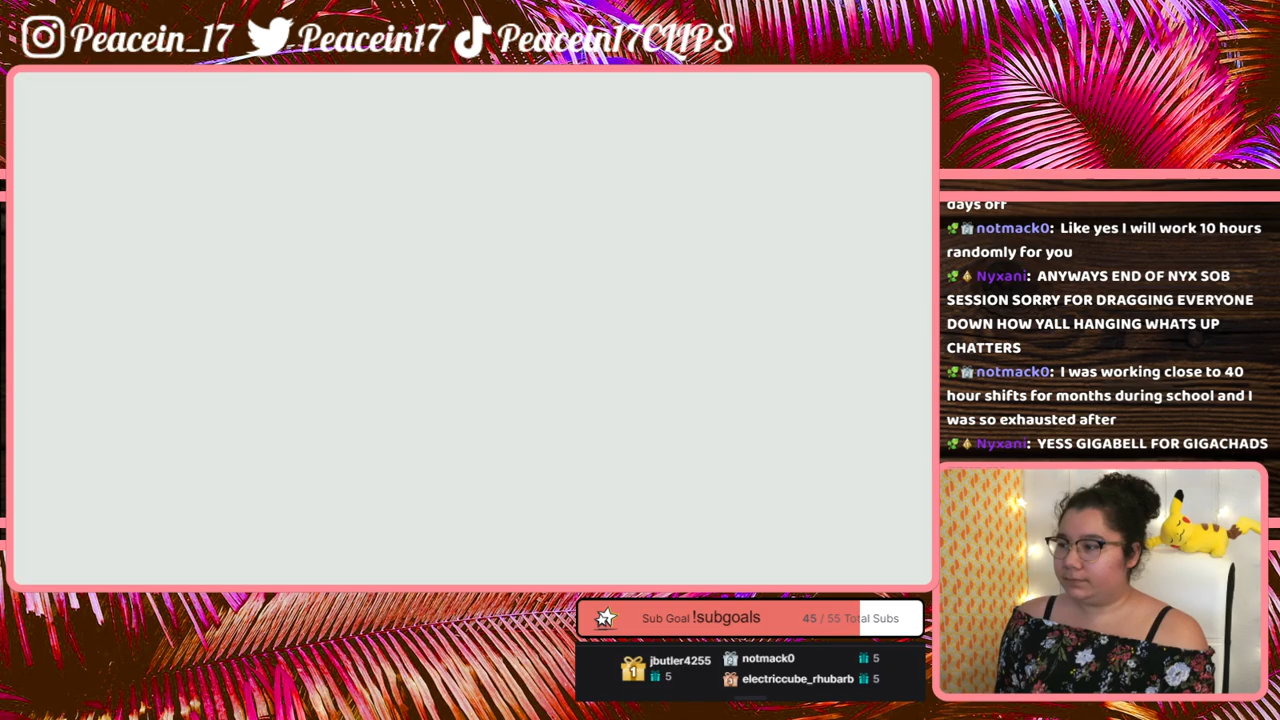 Peacein_17 Peacein17 Peacein17ClIPS
days off
notmack0: Like yes I will work 10 hours
randomly for you
Nyxani: ANYWAYS END OF NYX SOB
SESSION SORRY FOR DRAGGING EVERYONE
DOWN HOW YALL HANGING WHATS UP
CHATTERS
notmack0: I was working close to 40
hour shifts for months during school and I
was so exhausted after
Nyxani: YESS GIGABELL FOR GIGACHADS
Sub Goal !subgoals 45 / 55 Total Subs
1 jbutler4255 5
notmack0 5
electriccube_rhubarb 5